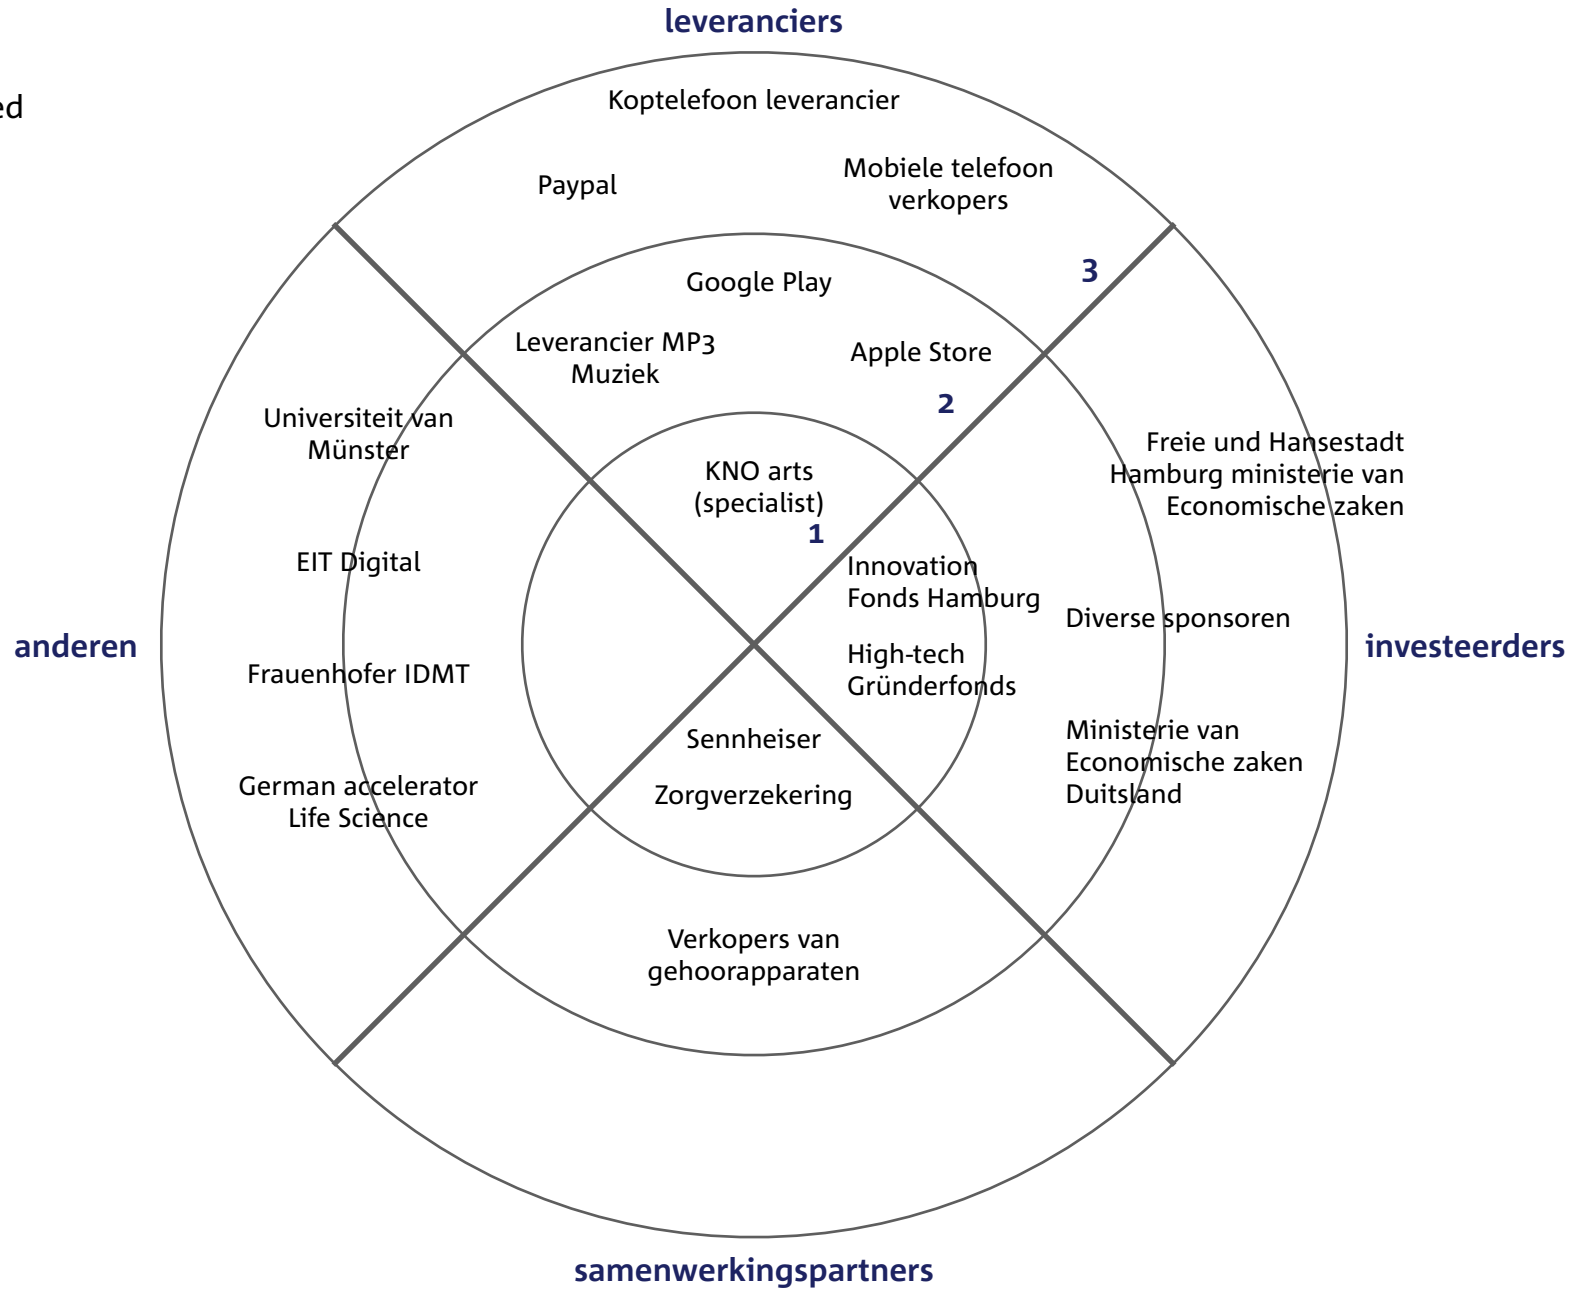 leveranciers
ed
Koptelefoon leverancier
Paypal
Mobiele telefoon
verkopers
3
Google Play
Leverancier MP3
Muziek
Apple Store
2
KNO arts
(specialist)
1
Universiteit van
Münster
EIT Digital
anderen
Frauenhofer IDMT
German accelerator
Life Science
Innovation
Fonds Hamburg
High-tech
Gründerfonds
Freie und Hansestadt
Hamburg ministerie van
Economische zaken
Diverse sponsoren
investeerders
Ministerie van
Economische zaken
Duitsland
Sennheiser
Zorgverzekering
Verkopers van
gehoorapparaten
samenwerkingspartners